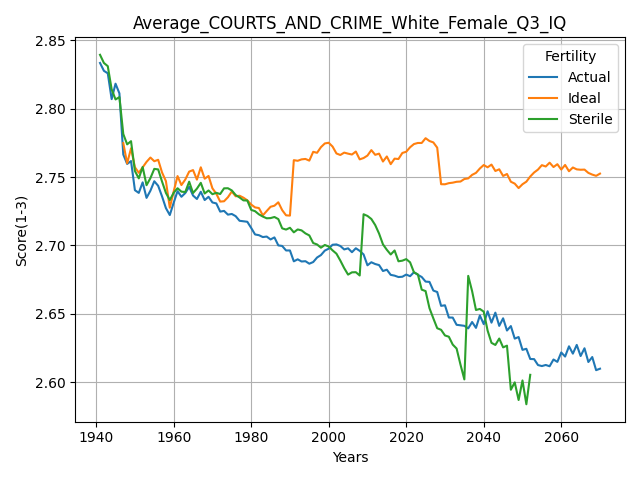 Average_COURTS_AND_CRIME_White_Female_Q3_IQ
Fertility
Actual
Ideal
Sterile
Score(1-3)
2.85
2.80
2.75
2.70
2.65
2.60
1940 1960 1980 2000 2020 2040 2060
Years